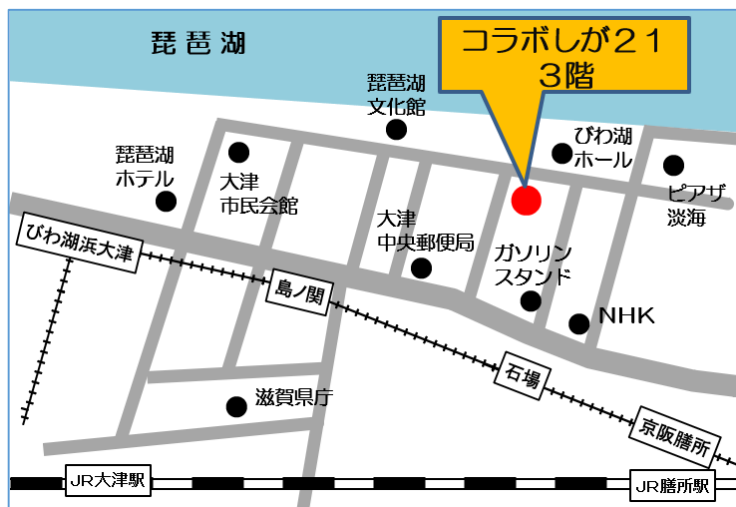 琵琶湖
コラボしが２１
３階
琵琶湖
文化館
びわ湖
ホール
琵琶湖
ホテル
大津
市民会館
ピアザ
淡海
大津
中央郵便局
ガソリン
スタンド
びわ湖浜大津
島ノ関
NHK
石場
滋賀県庁
京阪膳所
JR大津駅
JR膳所駅